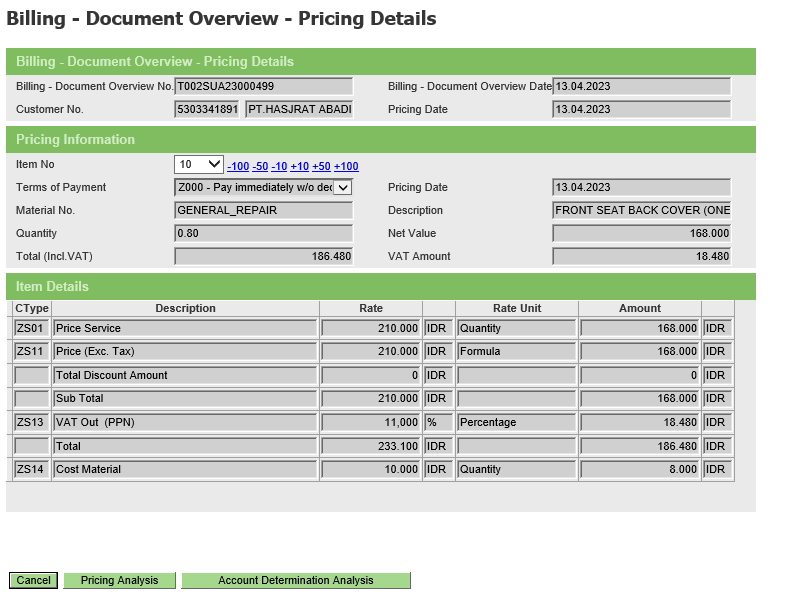 Billing - Document Overview - Pricing Details
Billing - Document Overview - Pricing Details
Billing - Document Overview No. T002SUA23000499 Billing - Document Overview Date 13.04.2023
Customer No. 5303341891 PT.HASJRAT ABADI Pricing Date 13.04.2023
Pricing Information
Item No 10 -100 -50 -10 +10 +50 +100
Terms of Payment Z000 - Pay immediately w/o dec Pricing Date 13.04.2023
Material No. GENERAL_REPAIR Description FRONT SEAT BACK COVER (ONE
Quantity 0.80 Net Value 168.000
Total (Incl.VAT) 186.480 VAT Amount 18.480
Item Details
CType Description Rate Rate Unit Amount
ZS01 Price Service 210.000 IDR Quantity 168.000 IDR
ZS11 Price (Exc. Tax) 210.000 IDR Formula 168.000 IDR
Total Discount Amount 0 IDR 0 IDR
Sub Total 210.000 IDR 168.000 IDR
ZS13 VAT Out (PPN) 11,000 % Percentage 18.480 IDR
Total 233.100 IDR 186.480 IDR
ZS14 Cost Material 10.000 IDR Quantity 8.000 IDR
Cancel Pricing Analysis Account Determination Analysis